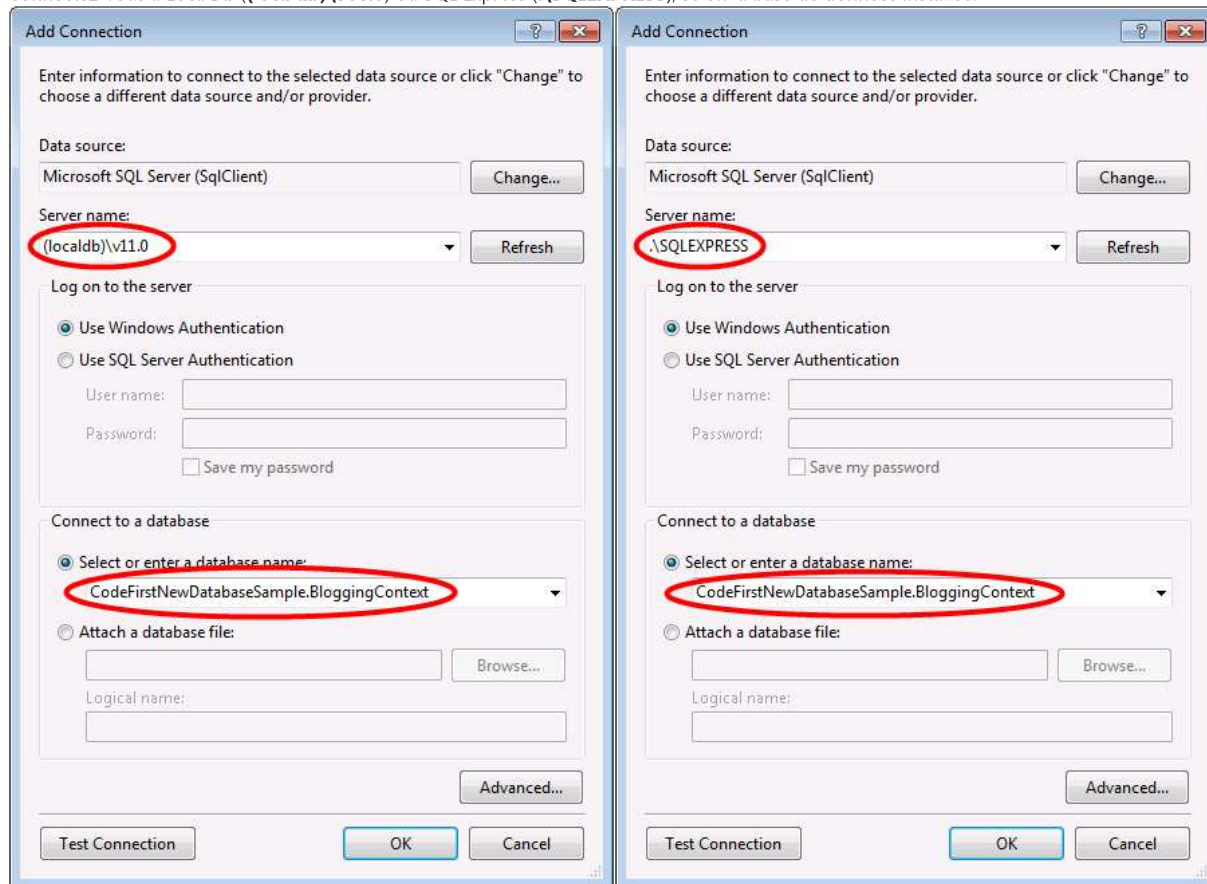 Add Connection
Enter information to connect to the selected data source or click "Change" to
choose a different data source and/or provider.
Data source:
Microsoft SQL Server (SqlClient)
Change...
Server name:
(localdb)\v11.0
Refresh
Log on to the server
Use Windows Authentication
Use SQL Server Authentication
User name:
Password:
Save my password
Connect to a database
Select or enter a database name:
CodeFirstNewDatabaseSample.BloggingContext
Attach a database file:
Browse...
Logical name:
Advanced...
Test Connection
OK
Cancel
Add Connection
Enter information to connect to the selected data source or click "Change" to
choose a different data source and/or provider.
Data source:
Microsoft SQL Server (SqlClient)
Change...
Server name:
.\SQLEXPRESS
Refresh
Log on to the server
Use Windows Authentication
Use SQL Server Authentication
User name:
Password:
Save my password
Connect to a database
Select or enter a database name:
CodeFirstNewDatabaseSample.BloggingContext
Attach a database file:
Browse...
Logical name:
Advanced...
Test Connection
OK
Cancel